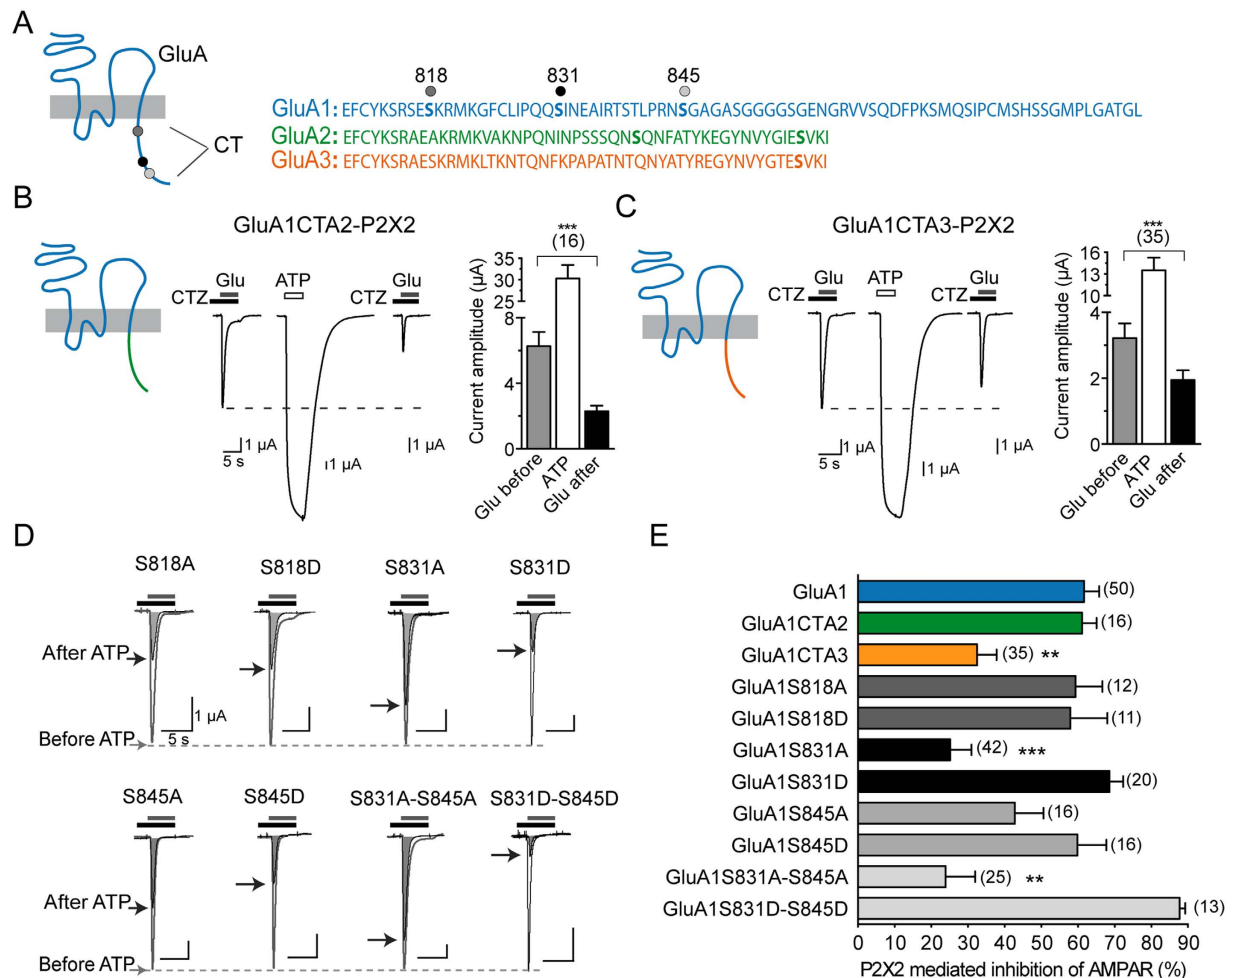 A
GluA
CT
818 831 845
GluA1: EFCYKSRSESKRMKGFCLIPQQSINEAIRTSTLPRNSGAGASGGGGSGENGRVVSQDFPKSMQSIPCMSHSSGMPLGATGL
GluA2: EFCYKSRAEAKRMKVAKNPQNINPSSSQNSQNFATYKEGYNVYGIESVKI
GluA3: EFCYKSRAESKRMKLTKNTQNFKPAPATNTQNYATYREGYNVYGTESVKI
B
GluA1CTA2-P2X2
Glu
CTZ
ATP
Glu
CTZ
1 µA
5 s
1 µA
1 µA
***
(16)
Current amplitude (µA)
35
30
25
8
4
0
Glu before
ATP
Glu after
C
GluA1CTA3-P2X2
Glu
CTZ
ATP
Glu
CTZ
1 µA
5 s
1 µA
1 µA
***
(35)
Current amplitude (µA)
16
13
10
4
2
0
Glu before
ATP
Glu after
D
S818A S818D S831A S831D
After ATP
1 µA
5 s
Before ATP
S845A S845D S831A-S845A S831D-S845D
After ATP
Before ATP
E
GluA1 (50)
GluA1CTA2 (16)
GluA1CTA3 (35) **
GluA1S818A (12)
GluA1S818D (11)
GluA1S831A (42) ***
GluA1S831D (20)
GluA1S845A (16)
GluA1S845D (16)
GluA1S831A-S845A (25) **
GluA1S831D-S845D (13)
0 10 20 30 40 50 60 70 80 90
P2X2 mediated inhibition of AMPAR (%)